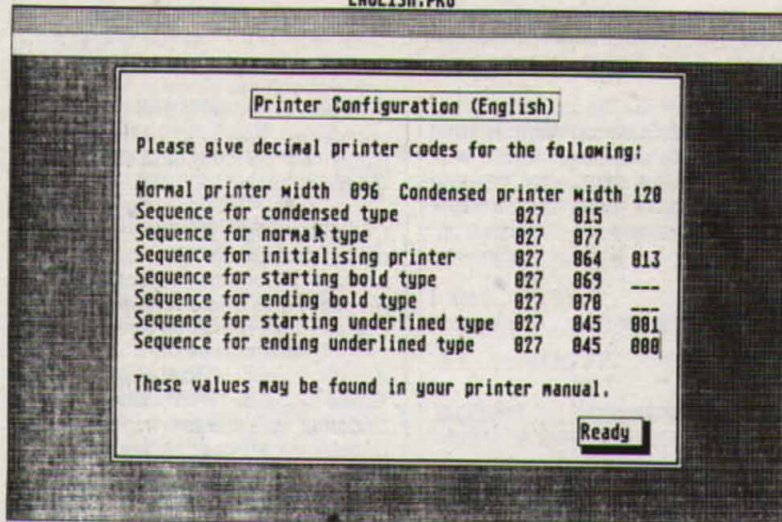 ENGLISH.PRG
Printer Configuration (English)
Please give decimal printer codes for the following:
Normal printer width 096 Condensed printer width 120
Sequence for condensed type 027 015
Sequence for normal type 027 077
Sequence for initialising printer 027 064 013
Sequence for starting bold type 027 069 ___
Sequence for ending bold type 027 070 ___
Sequence for starting underlined type 027 045 001
Sequence for ending underlined type 027 045 000
These values may be found in your printer manual.
Ready